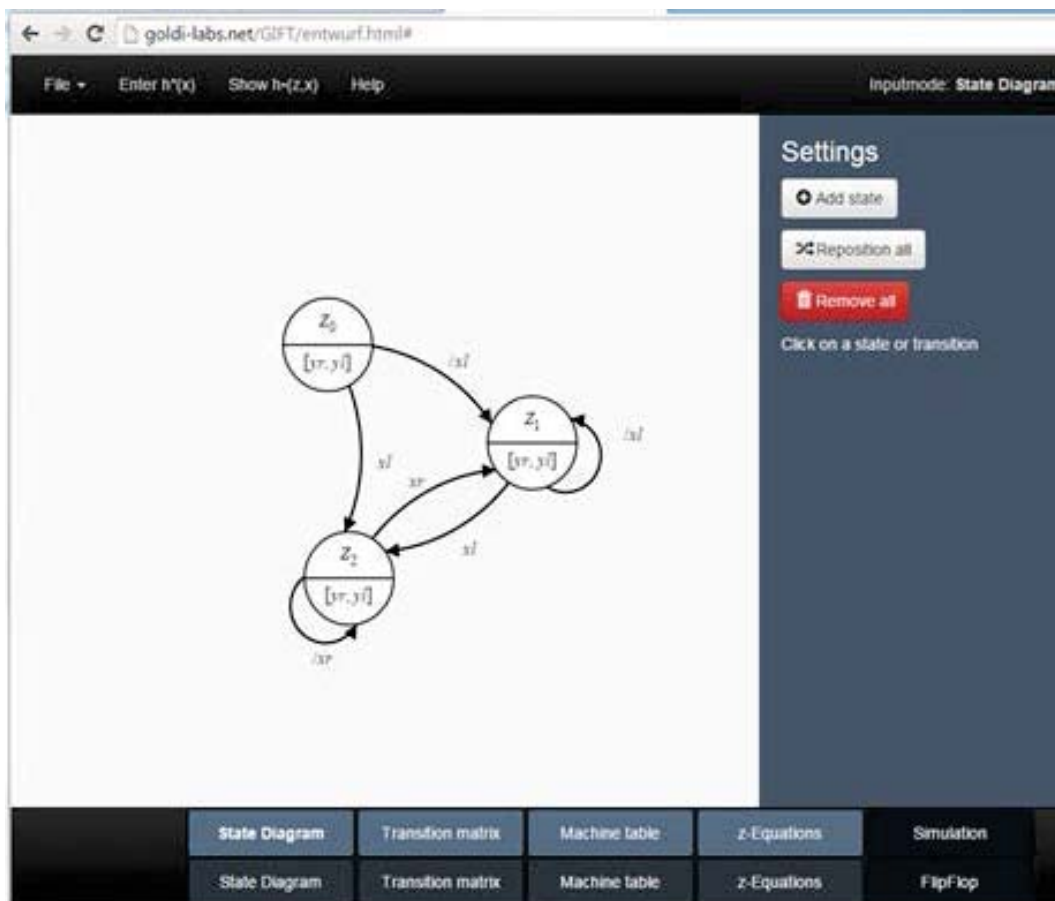 goldi-labs.net/GIFT/entwurf.html#
File Enter h*(x) Show h*(z,x) Help Inputmode: State Diagram
Settings
Add state
Reposition all
Remove all
Click on a state or transition
Z0
[yr, yl]
/xl
Z1
[yr, yl]
/xl
xl
xr
xl
Z2
[yr, yl]
/xr
State Diagram Transition matrix Machine table z-Equations Simulation
State Diagram Transition matrix Machine table z-Equations FlipFlop